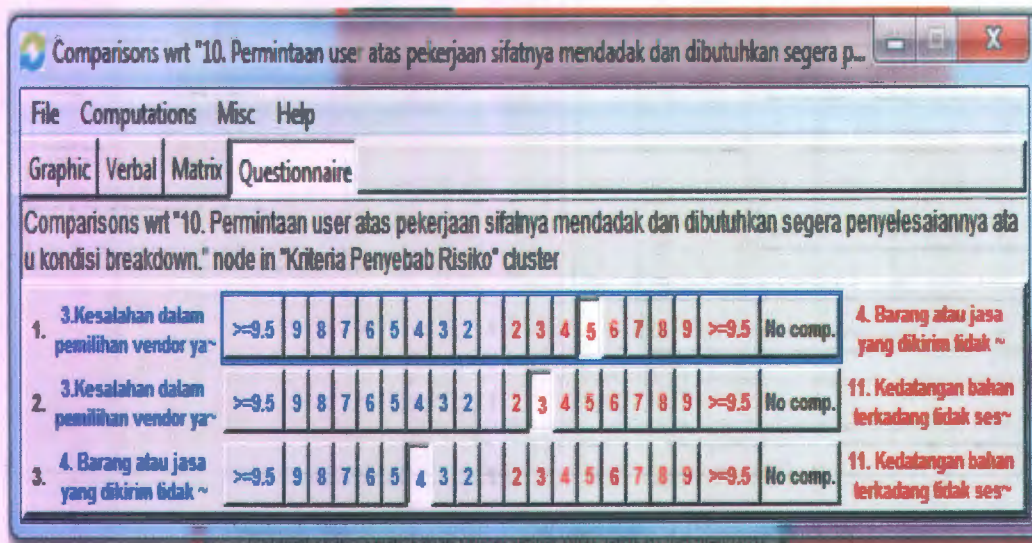 Comparisons wrt "10. Permintaan user atas pekerjaan sifatnya mendadak dan dibutuhkan segera p...
File Computations Misc Help
Graphic Verbal Matrix Questionnaire
Comparisons wrt "10. Permintaan user atas pekerjaan sifatnya mendadak dan dibutuhkan segera penyelesaiannya ata
u kondisi breakdown." node in "Kriteria Penyebab Risiko" cluster
1. 3.Kesalahan dalam pemilihan vendor ya~ >=9.5 9 8 7 6 5 4 3 2 2 3 4 5 6 7 8 9 >=9.5 No comp. 4. Barang atau jasa yang dikirim tidak ~
2. 3.Kesalahan dalam pemilihan vendor ya~ >=9.5 9 8 7 6 5 4 3 2 2 3 4 5 6 7 8 9 >=9.5 No comp. 11. Kedatangan bahan terkadang tidak ses~
3. 4. Barang atau jasa yang dikirim tidak ~ >=9.5 9 8 7 6 5 4 3 2 2 3 4 5 6 7 8 9 >=9.5 No comp. 11. Kedatangan bahan terkadang tidak ses~